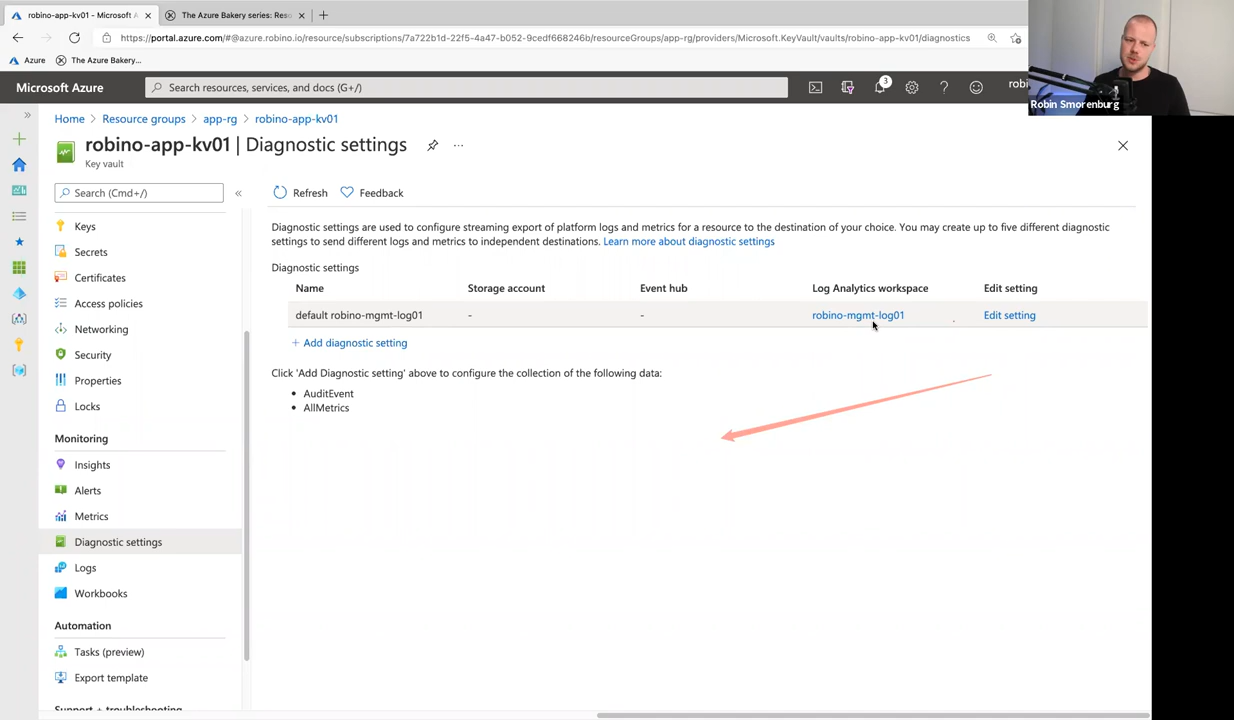 robino-app-kv01 - Microsoft A
The Azure Bakery series: Res
https://portal.azure.com/#@azure.robino.io/resource/subscriptions/7a722b1d-22f5-4a47-b052-9cedf668246b/resourceGroups/app-rg/providers/Microsoft.KeyVault/vaults/robino-app-kv01/diagnostics
Azure
The Azure Bakery...
Microsoft Azure
Search resources, services, and docs (G+/)
3
robi
Robin Smorenburg
Home > Resource groups > app-rg > robino-app-kv01
robino-app-kv01 | Diagnostic settings
Key vault
Search (Cmd+/)
Keys
Secrets
Certificates
Access policies
Networking
Security
Properties
Locks
Monitoring
Insights
Alerts
Metrics
Diagnostic settings
Logs
Workbooks
Automation
Tasks (preview)
Export template
Support + troubleshooting
Refresh
Feedback
Diagnostic settings are used to configure streaming export of platform logs and metrics for a resource to the destination of your choice. You may create up to five different diagnostic
settings to send different logs and metrics to independent destinations. Learn more about diagnostic settings
Diagnostic settings
Name Storage account Event hub Log Analytics workspace Edit setting
default robino-mgmt-log01 - - robino-mgmt-log01 Edit setting
+ Add diagnostic setting
Click 'Add Diagnostic setting' above to configure the collection of the following data:
• AuditEvent
• AllMetrics